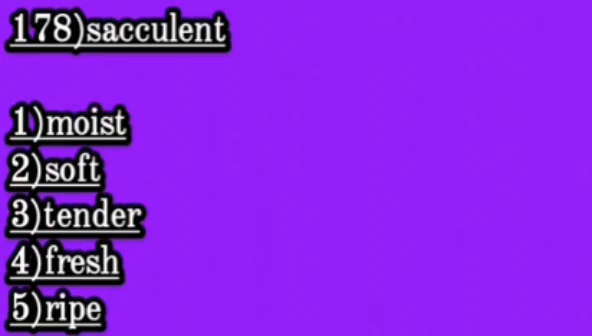 178)sacculent
1)moist
2)soft
3)tender
4)fresh
5)ripe